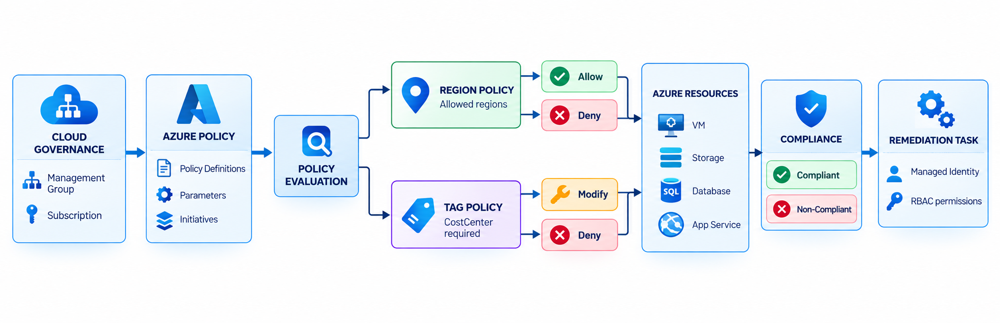 CLOUD
GOVERNANCE
Management
Group
Subscription
AZURE POLICY
Policy Definitions
Parameters
Initiatives
POLICY
EVALUATION
REGION POLICY
Allowed regions
Allow
Deny
TAG POLICY
CostCenter
required
Modify
Deny
AZURE RESOURCES
VM
Storage
SQL
Database
App Service
COMPLIANCE
Compliant
Non-Compliant
REMEDIATION TASK
Managed Identity
RBAC permissions